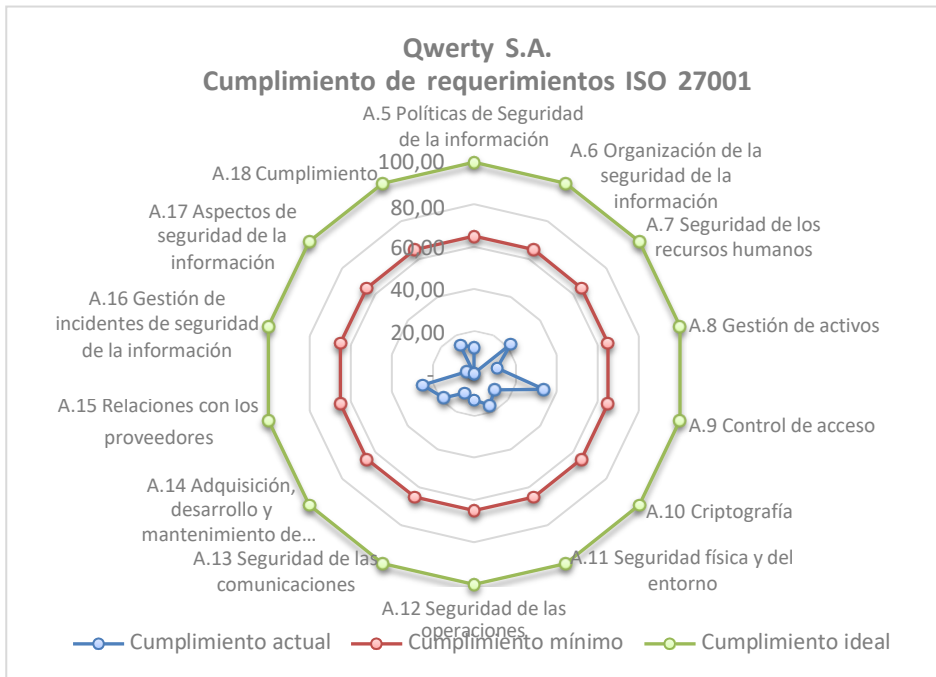 Qwerty S.A.
Cumplimiento de requerimientos ISO 27001
A.5 Políticas de Seguridad
de la información
A.6 Organización de la
seguridad de la
información
A.7 Seguridad de los
recursos humanos
A.8 Gestión de activos
A.9 Control de acceso
A.10 Criptografía
A.11 Seguridad física y del
entorno
A.12 Seguridad de las
operaciones
A.13 Seguridad de las
comunicaciones
A.14 Adquisición,
desarrollo y
mantenimiento de...
A.15 Relaciones con los
proveedores
A.16 Gestión de
incidentes de seguridad
de la información
A.17 Aspectos de
seguridad de la
información
A.18 Cumplimiento
100,00
80,00
60,00
40,00
20,00
-
Cumplimiento actual
Cumplimiento mínimo
Cumplimiento ideal